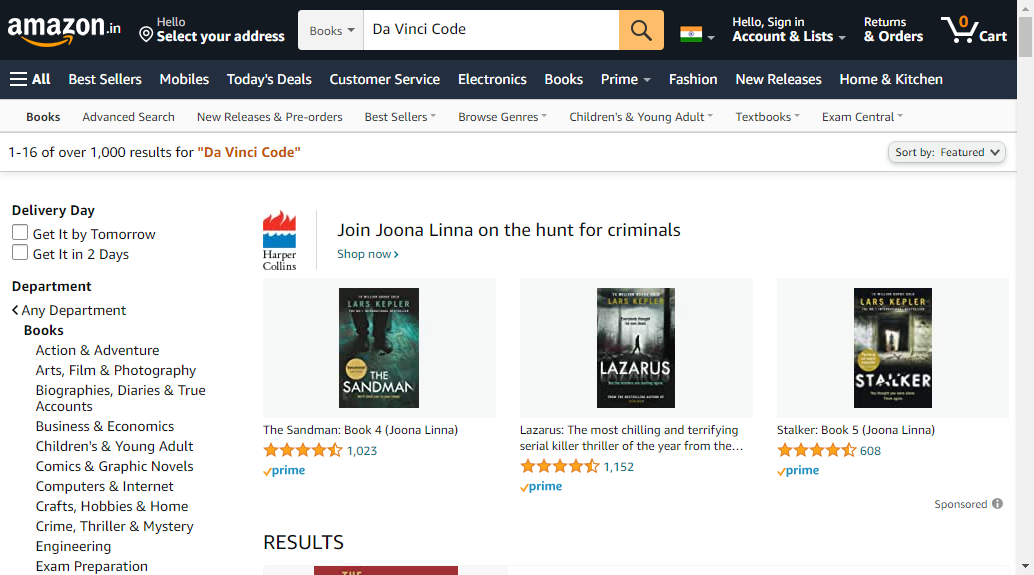 amazon.in
Hello
Select your address
Books
Da Vinci Code
Hello, Sign in
Account & Lists
Returns
& Orders
0
Cart
All
Best Sellers
Mobiles
Today's Deals
Customer Service
Electronics
Books
Prime
Fashion
New Releases
Home & Kitchen
Books
Advanced Search
New Releases & Pre-orders
Best Sellers
Browse Genres
Children's & Young Adult
Textbooks
Exam Central
1-16 of over 1,000 results for "Da Vinci Code"
Sort by: Featured
Delivery Day
Get It by Tomorrow
Get It in 2 Days
Department
Any Department
Books
Action & Adventure
Arts, Film & Photography
Biographies, Diaries & True
Accounts
Business & Economics
Children's & Young Adult
Comics & Graphic Novels
Computers & Internet
Crafts, Hobbies & Home
Crime, Thriller & Mystery
Engineering
Exam Preparation
Harper
Collins
Join Joona Linna on the hunt for criminals
Shop now
LARS KEPLER
THE
SANDMAN
LARS KEPLER
LAZARUS
LARS KEPLER
STALKER
The Sandman: Book 4 (Joona Linna)
1,023
prime
Lazarus: The most chilling and terrifying
serial killer thriller of the year from the...
1,152
prime
Stalker: Book 5 (Joona Linna)
608
prime
Sponsored
RESULTS
THE